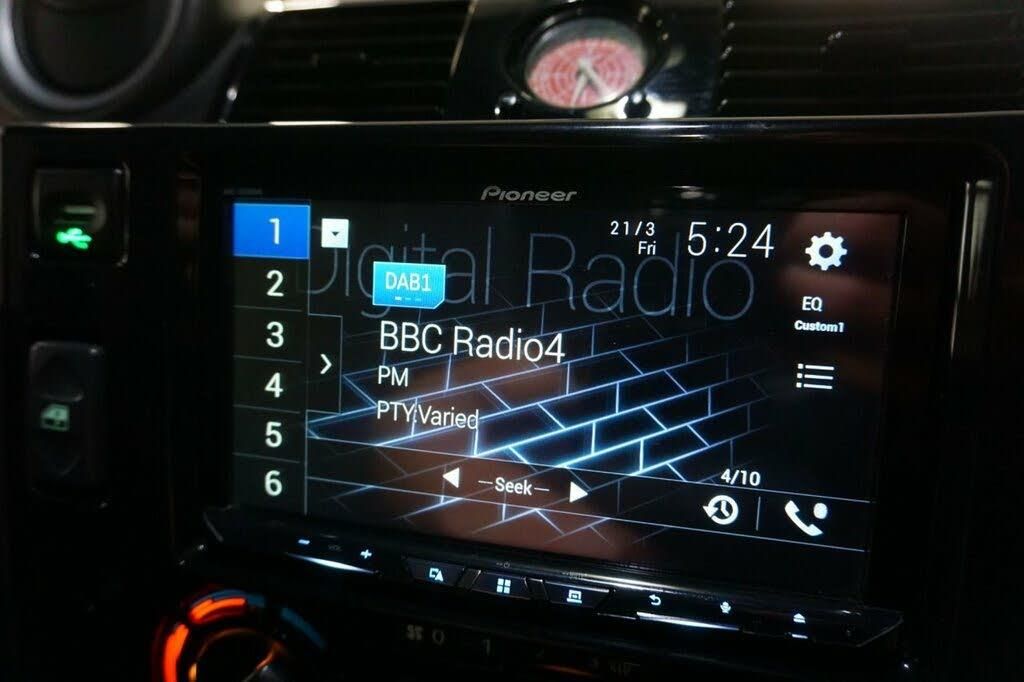 Pioneer
1
2
3
4
5
6
Digital Radio
21/3
Fri
5:24
DAB1
BBC Radio4
PM
PTY:Varied
EQ
Custom1
Seek
4/10